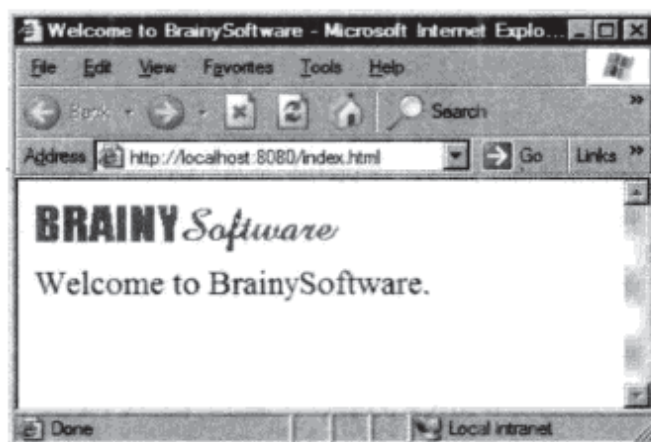 Welcome to BrainySoftware - Microsoft Internet Explo...
File Edit View Favorites Tools Help
Back Search »
Address http://localhost:8080/index.html Go Links »
BRAINY Software
Welcome to BrainySoftware.
Done Local intranet